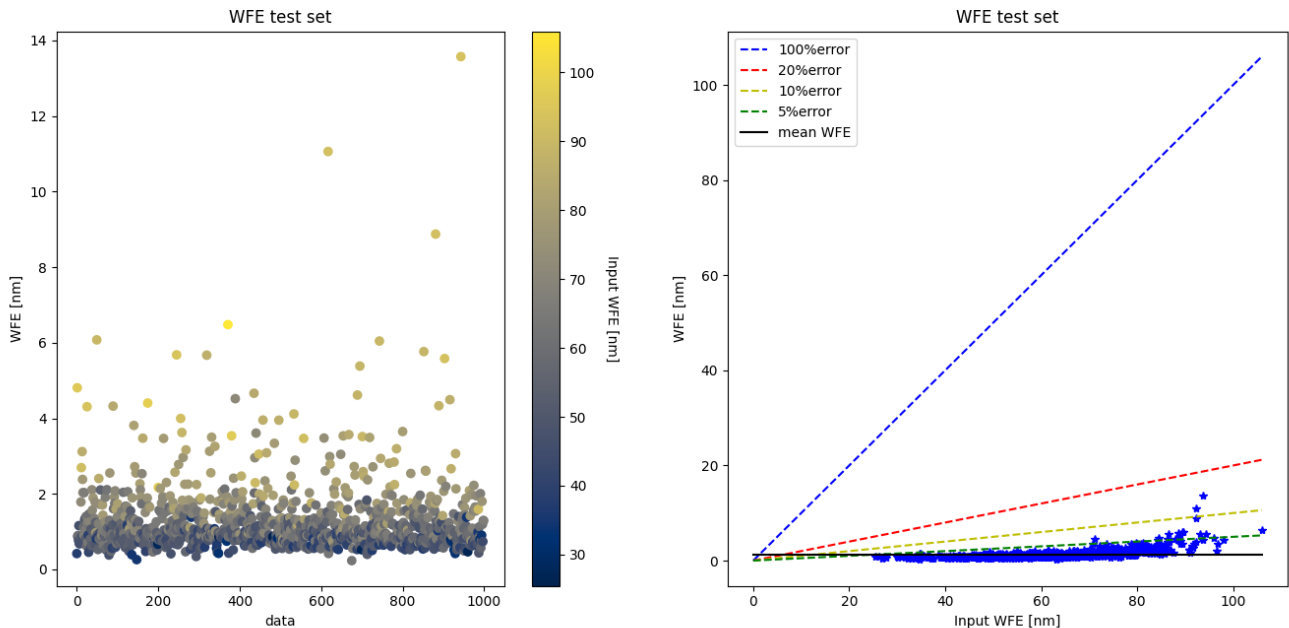 WFE test set
14
12
10
8
6
4
2
0
WFE [nm]
0
200
400
600
800
1000
data
100
90
80
70
60
50
40
30
Input WFE [nm]
WFE test set
100%error
20%error
10%error
5%error
mean WFE
100
80
60
40
20
0
WFE [nm]
0
20
40
60
80
100
Input WFE [nm]